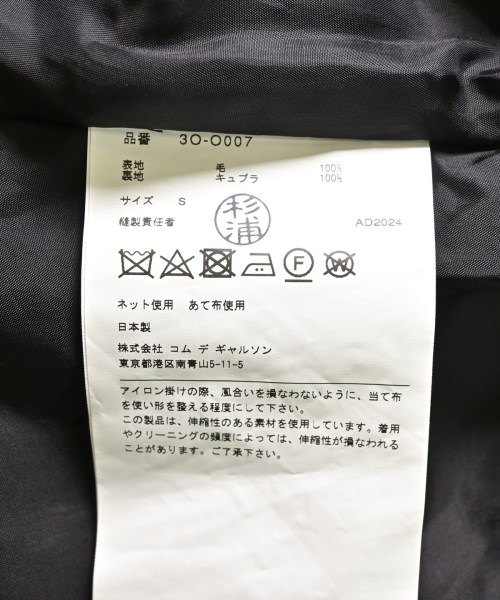 品番 3O-O007
表地 毛 100%
裏地 キュプラ 100%
サイズ S
縫製責任者 杉浦 AD2024
F W
ネット使用 あて布使用
日本製
株式会社 コム デ ギャルソン
東京都港区南青山5-11-5
アイロン掛けの際、風合いを損なわないように、当て布
を使い形を整える程度にして下さい。
この製品は、伸縮性のある素材を使用しています。着用
やクリーニングの頻度によっては、伸縮性が損なわれる
ことがあります。ご了承下さい。